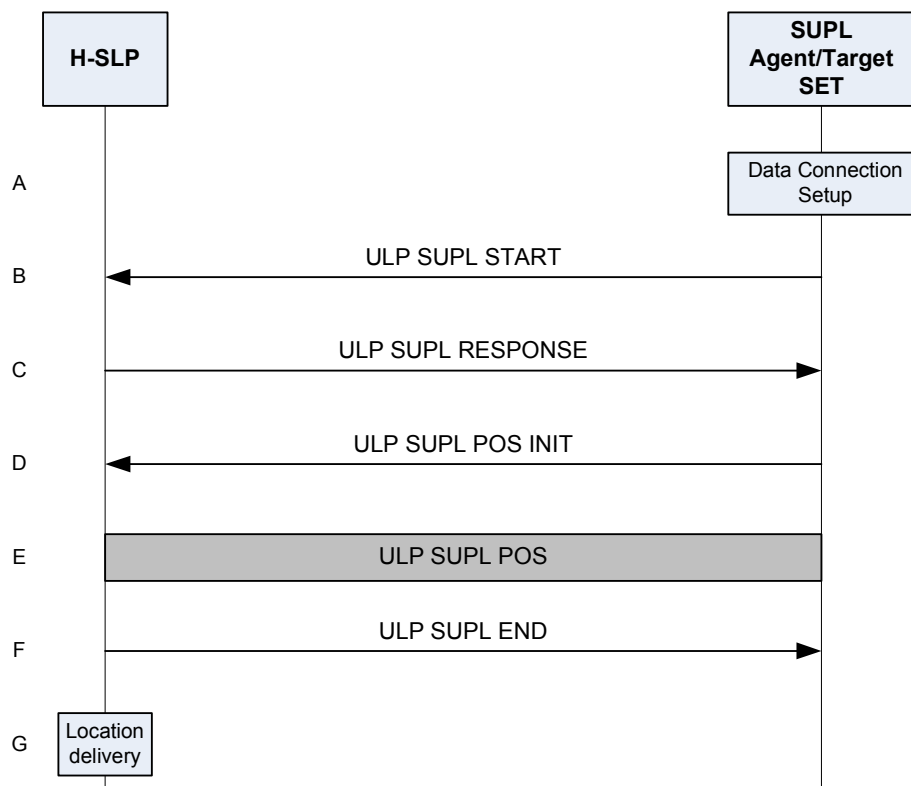 H-SLP
SUPL
Agent/Target
SET
A
Data Connection
Setup
B
ULP SUPL START
C
ULP SUPL RESPONSE
D
ULP SUPL POS INIT
E
ULP SUPL POS
F
ULP SUPL END
G
Location
delivery